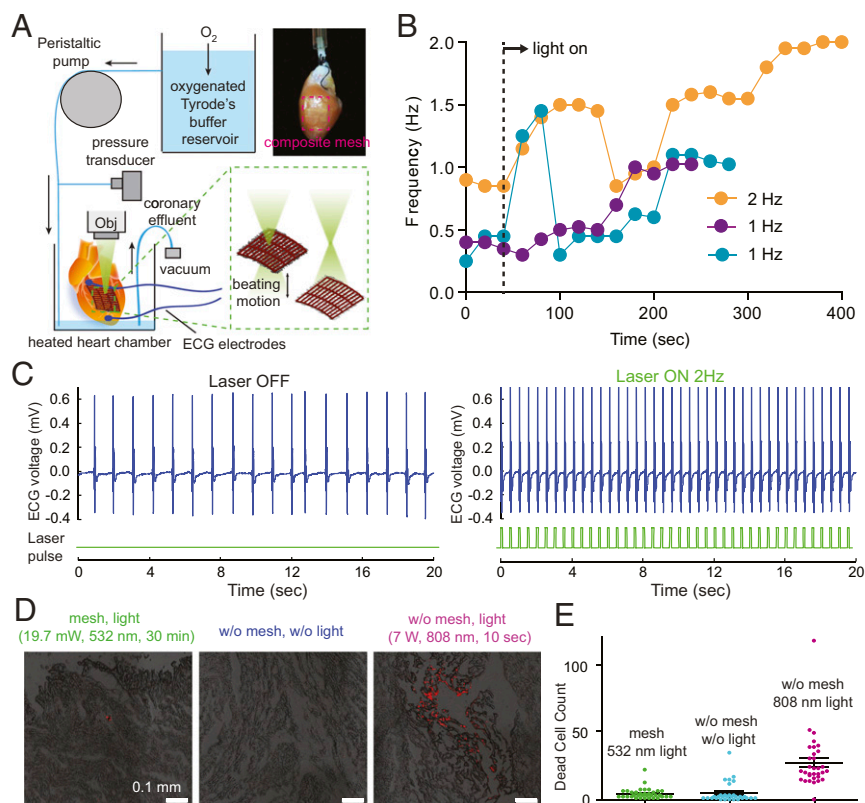 A
Peristaltic
pump
O2
oxygenated
Tyrode's
buffer
reservoir
composite mesh
pressure
transducer
coronary
effluent
Obj
vacuum
beating
motion
heated heart chamber
ECG electrodes
B
light on
Frequency (Hz)
2.0
1.5
1.0
0.5
0.0
2 Hz
1 Hz
1 Hz
0 100 200 300 400
Time (sec)
C
Laser OFF
ECG voltage (mV)
0.6
0.4
0.2
0.0
-0.2
-0.4
Laser
pulse
0 4 8 12 16 20
Time (sec)
Laser ON 2Hz
ECG voltage (mV)
0.6
0.4
0.2
0.0
-0.2
-0.4
0 4 8 12 16 20
Time (sec)
D
mesh, light
(19.7 mW, 532 nm, 30 min)
w/o mesh, w/o light
w/o mesh, light
(7 W, 808 nm, 10 sec)
0.1 mm
E
Dead Cell Count
100
50
0
mesh
532 nm light
w/o mesh
w/o light
w/o mesh
808 nm light